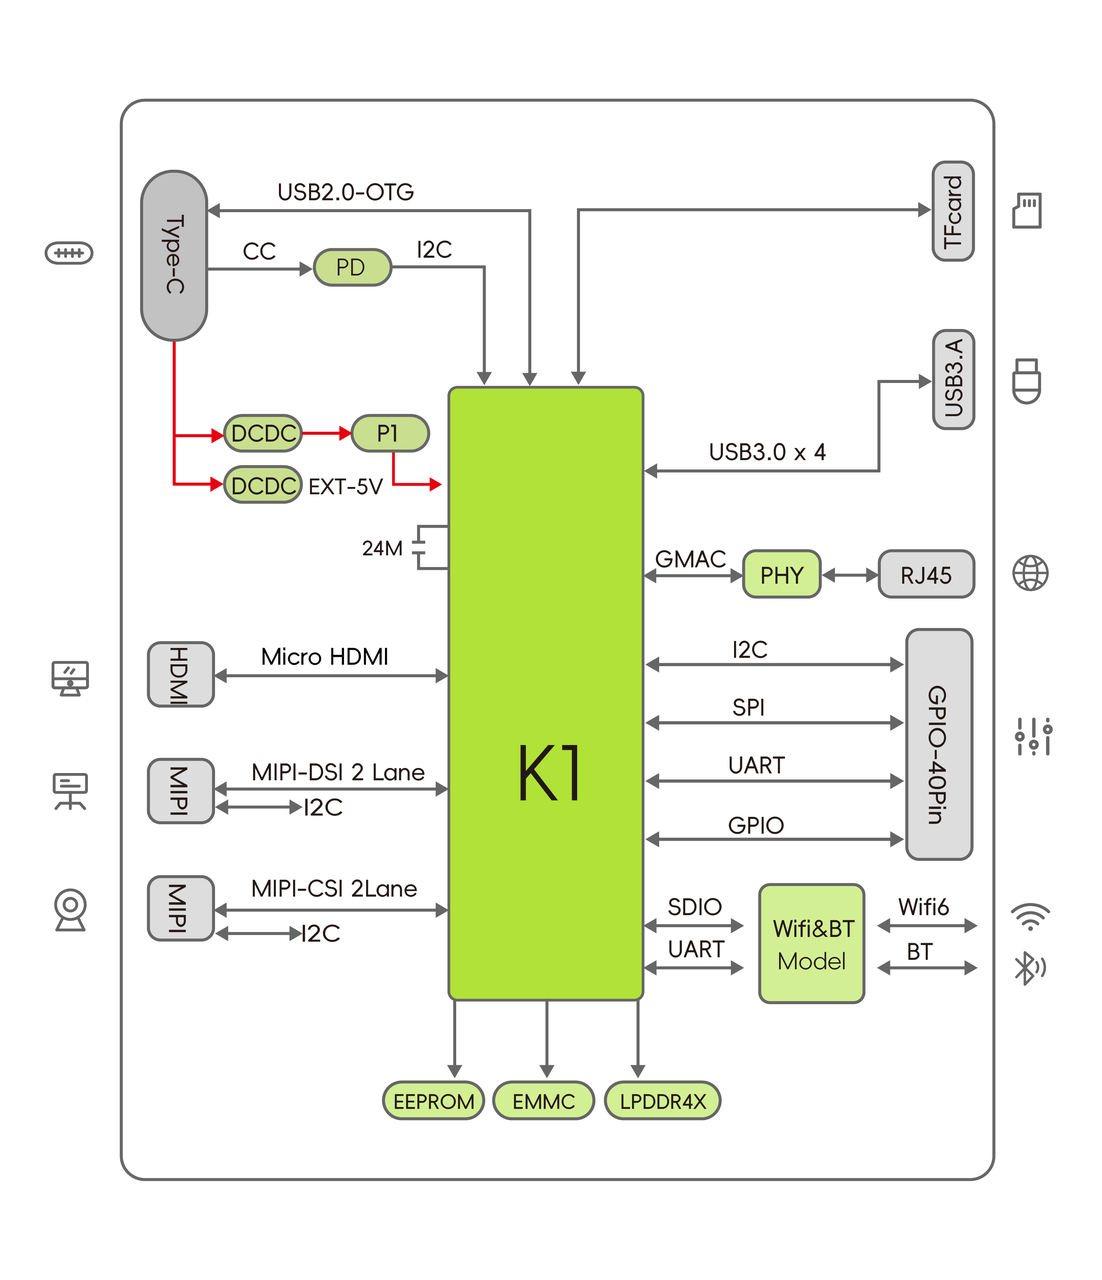 USB2.0-OTG
Type-C
CC
PD
I2C
TFcard
USB3.A
DCDC
P1
DCDC
EXT-5V
USB3.0 x 4
24M
GMAC
PHY
RJ45
HDMI
Micro HDMI
I2C
SPI
UART
GPIO
GPIO-40Pin
MIPI
MIPI-DSI 2 Lane
I2C
K1
MIPI
MIPI-CSI 2Lane
I2C
SDIO
UART
Wifi&BT
Model
Wifi6
BT
EEPROM
EMMC
LPDDR4X